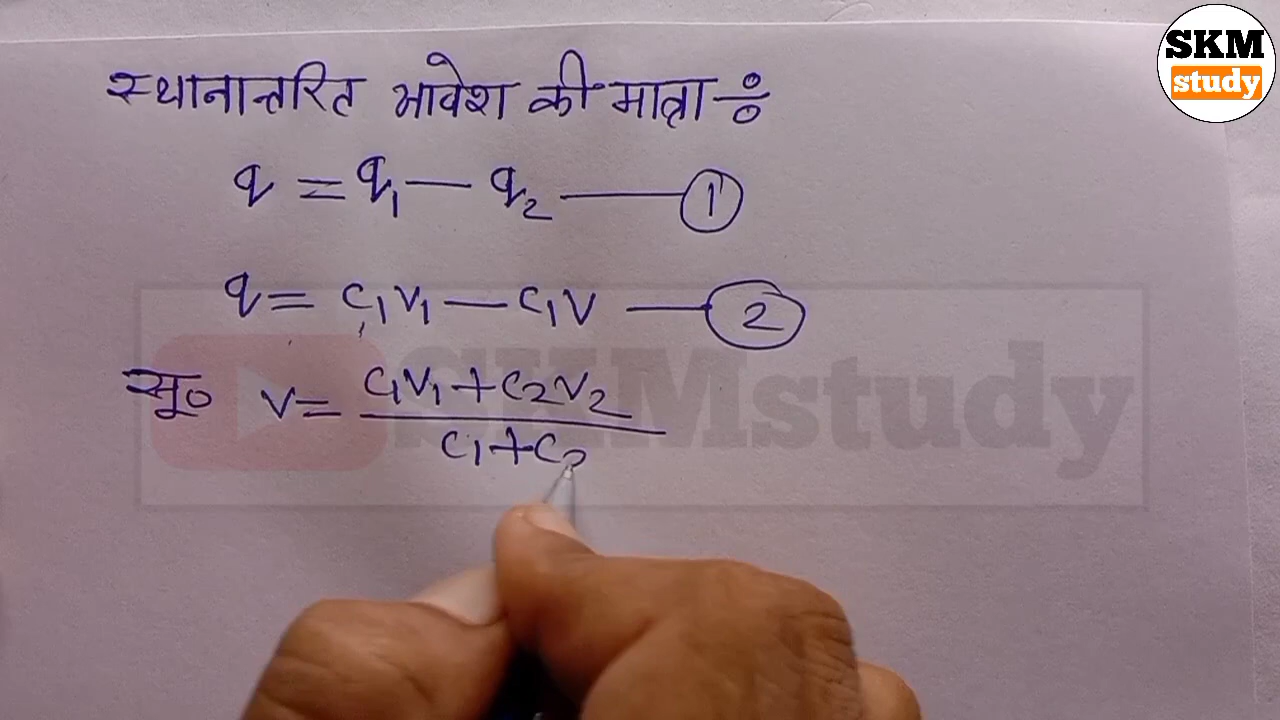 SKM
study
स्थानान्तरित आवेश की मात्रा ÷
q = q₁ — q₂ —— ①
q = C₁V₁ — C₁V —— ②
SKMstudy
सू० V = C₁V₁ + C₂V₂
C₁ + C₂